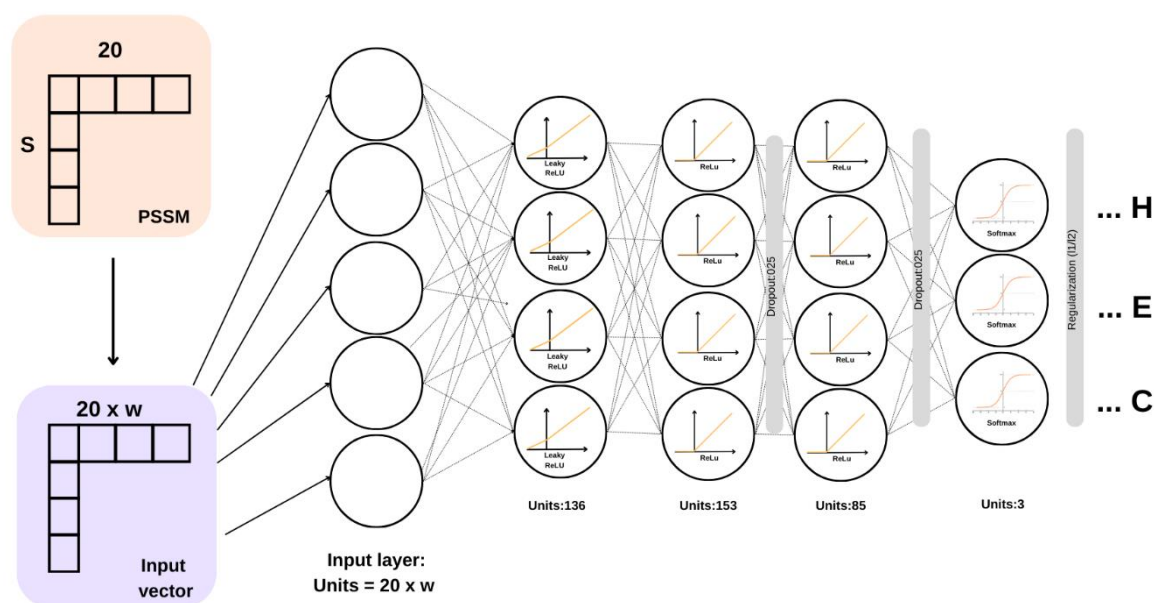 20
S
PSSM
20 x w
Input
vector
Input layer:
Units = 20 x w
Leaky
ReLU
Leaky
ReLU
Leaky
ReLU
Leaky
ReLU
Units:136
ReLu
ReLu
ReLu
ReLu
Units:153
Dropout:025
ReLu
ReLu
ReLu
ReLu
Units:85
Dropout:025
Softmax
Softmax
Softmax
Units:3
Regularization (l1/l2)
... H
... E
... C